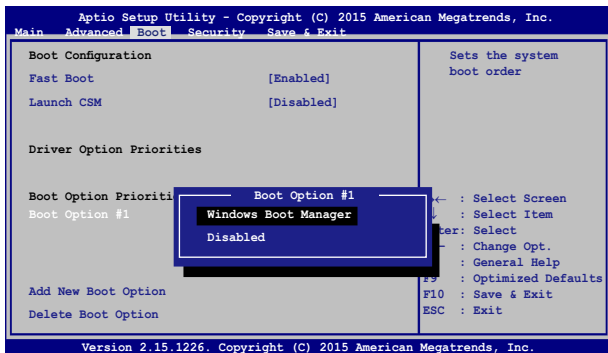 Aptio Setup Utility - Copyright (C) 2015 American Megatrends, Inc.
Main Advanced Boot Security Save & Exit
Boot Configuration
Fast Boot [Enabled]
Launch CSM [Disabled]
Driver Option Priorities
Boot Option Prioriti
Boot Option #1
Boot Option #1
Windows Boot Manager
Disabled
Add New Boot Option
Delete Boot Option
Sets the system
boot order
← : Select Screen
: Select Item
ter: Select
- : Change Opt.
: General Help
F9 : Optimized Defaults
F10 : Save & Exit
ESC : Exit
Version 2.15.1226. Copyright (C) 2015 American Megatrends, Inc.